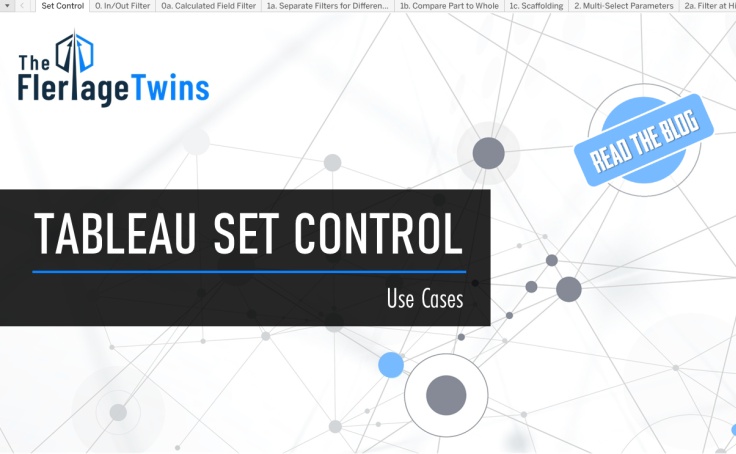 Set Control
0. In/Out Filter
0a. Calculated Field Filter
1a. Separate Filters for Differen...
1b. Compare Part to Whole
1c. Scaffolding
2. Multi-Select Parameters
2a. Filter at Hi
The
FlerlageTwins
READ THE BLOG
TABLEAU SET CONTROL
Use Cases